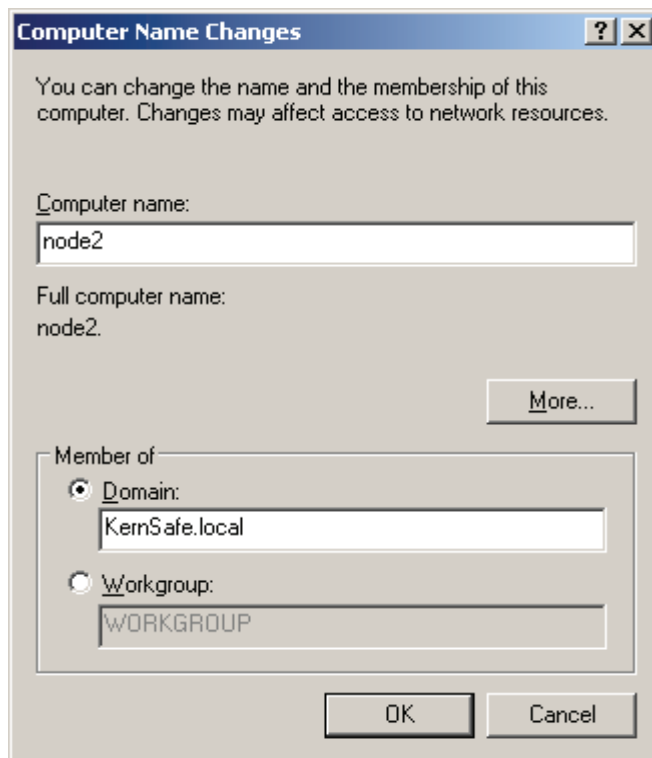 Computer Name Changes
You can change the name and the membership of this
computer. Changes may affect access to network resources.
Computer name:
node2
Full computer name:
node2.
More...
Member of
Domain:
KernSafe.local
Workgroup:
WORKGROUP
OK Cancel